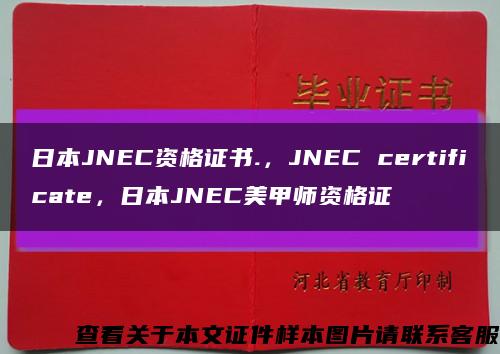 毕业证书
日本JNEC资格证书.，JNEC certifi
cate，日本JNEC美甲师资格证
河北省教育厅印制
查看关于本文证件样本图片请联系客服